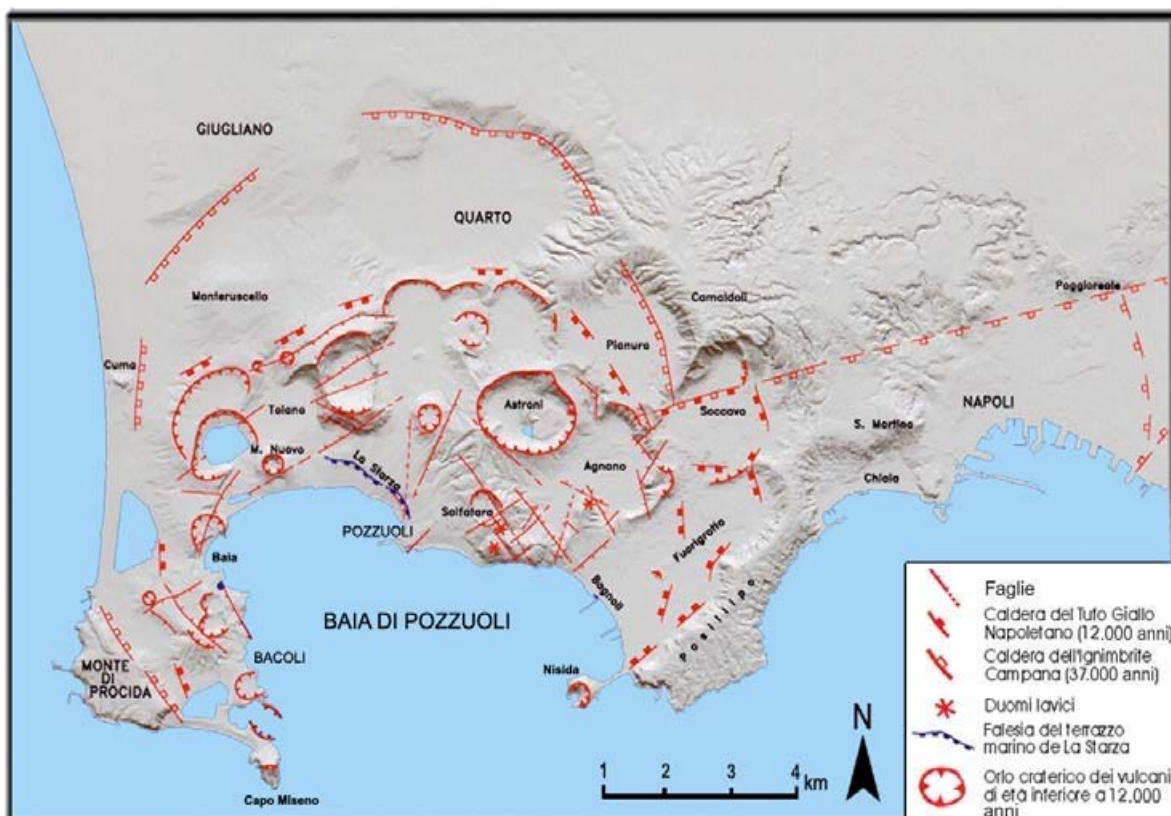 GIUGLIANO
QUARTO
Monteruscello
Camaldoli
Poggioreale
Cuma
Pianura
Toiano
Astroni
Soccavo
NAPOLI
S. Martino
M. Nuovo
La Starza
Agnano
Chiaia
Solfatara
POZZUOLI
Fuorigrotta
Baia
Bagnoli
BAIA DI POZZUOLI
Posillipo
BACOLI
MONTE
DI
PROCIDA
Nisida
Capo Miseno
N
1 2 3 4
km
Faglie
Caldera del Tufo Giallo
Napoletano (12.000 anni)
Caldera dell'Ignimbrite
Campana (37.000 anni)
Duomi lavici
Falesia del terrazzo
marino de La Starza
Orlo craterico dei vulcani
di età inferiore a 12.000
anni